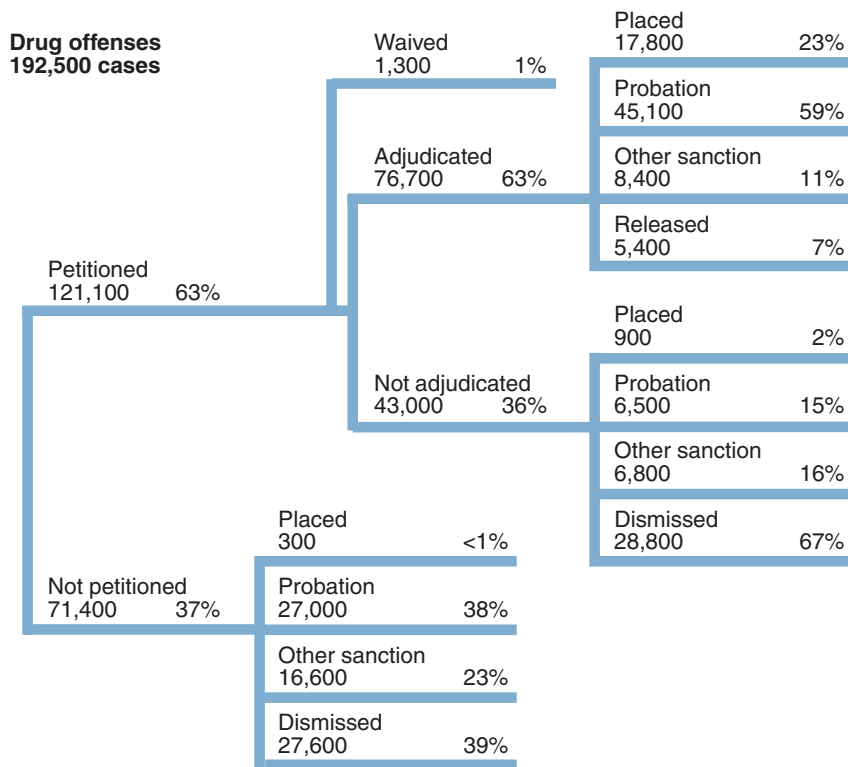 Drug offenses
192,500 cases
Waived
1,300 1%
Placed
17,800 23%
Probation
45,100 59%
Adjudicated
76,700 63%
Other sanction
8,400 11%
Released
5,400 7%
Petitioned
121,100 63%
Placed
900 2%
Not adjudicated
43,000 36%
Probation
6,500 15%
Other sanction
6,800 16%
Dismissed
28,800 67%
Placed
300 <1%
Not petitioned
71,400 37%
Probation
27,000 38%
Other sanction
16,600 23%
Dismissed
27,600 39%